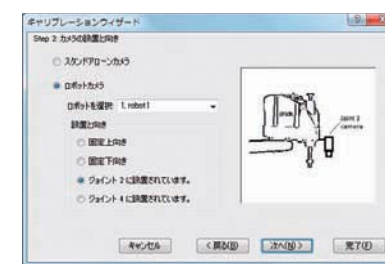 キャリブレーションウィザード
Step 2: カメラの設置と向き
スタンドアローンカメラ
ロボットカメラ
ロボットを選択: 1. robot1
設置と向き
固定上向き
固定下向き
ジョイント 2 に設置されています。
ジョイント 4 に設置されています。
Joint 2
camera
キャンセル
< 戻る(B)
次へ(N) >
完了(F)